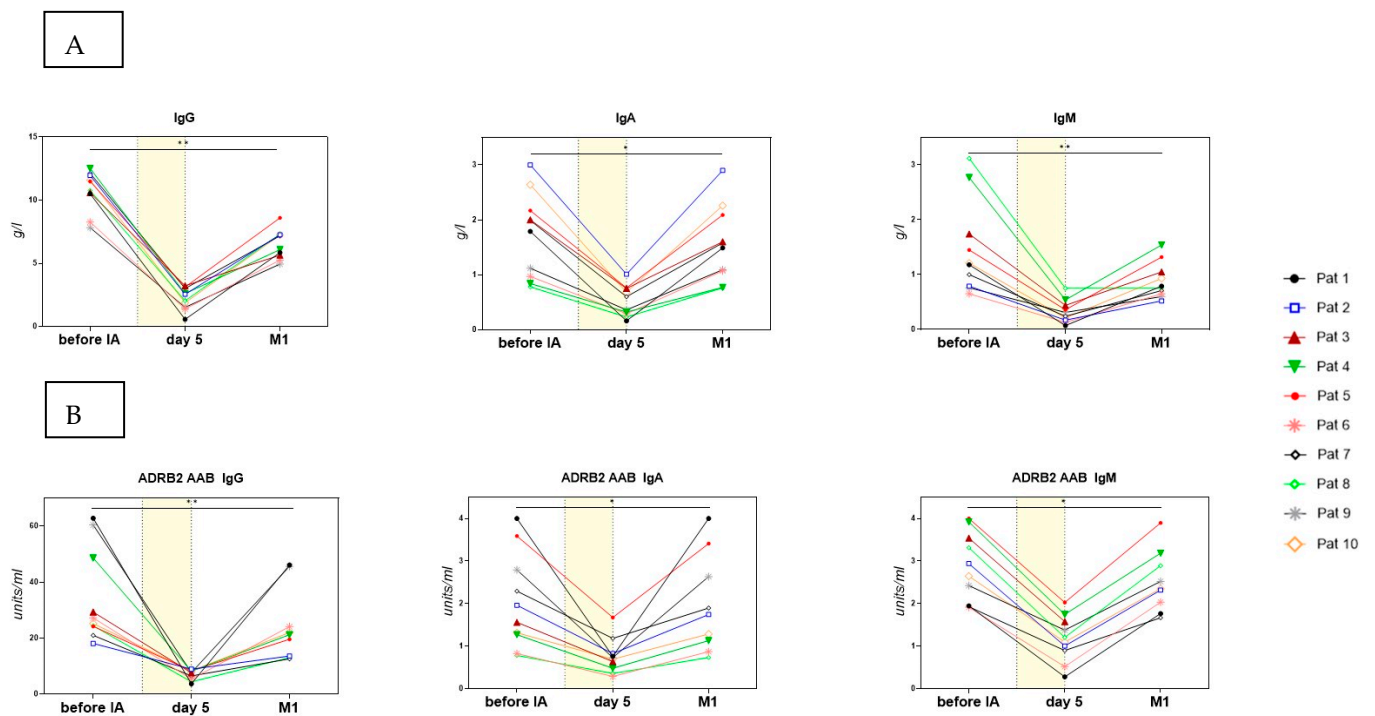 A
IgG
IgA
IgM
15
10
5
0
g/l
**
before IA
day 5
M1
3
2
1
0
g/l
*
before IA
day 5
M1
3
2
1
0
g/l
**
before IA
day 5
M1
Pat 1
Pat 2
Pat 3
Pat 4
Pat 5
Pat 6
Pat 7
Pat 8
Pat 9
Pat 10
B
ADRB2 AAB IgG
ADRB2 AAB IgA
ADRB2 AAB IgM
60
40
20
0
units/ml
**
before IA
day 5
M1
4
3
2
1
0
units/ml
*
before IA
day 5
M1
4
3
2
1
0
units/ml
*
before IA
day 5
M1